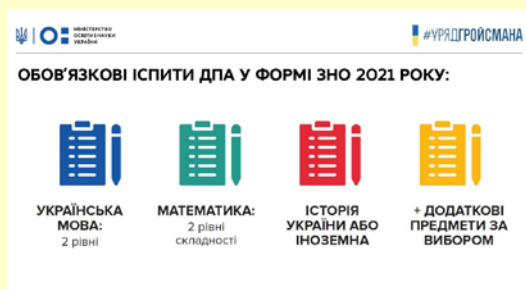 МІНІСТЕРСТВО
ОСВІТИ І НАУКИ
УКРАЇНИ
#УРЯДГРОЙСМАНА
ОБОВ'ЯЗКОВІ ІСПИТИ ДПА У ФОРМІ ЗНО 2021 РОКУ:
УКРАЇНСЬКА
МОВА:
2 рівні
МАТЕМАТИКА:
2 рівні
складності
ІСТОРІЯ
УКРАЇНИ АБО
ІНОЗЕМНА
+ ДОДАТКОВІ
ПРЕДМЕТИ ЗА
ВИБОРОМ